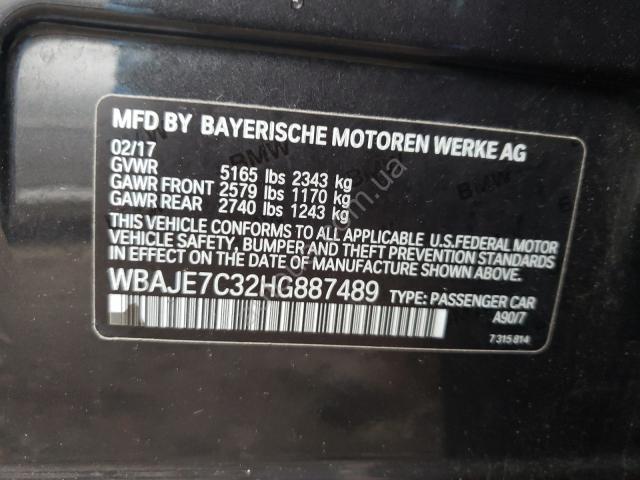 MFD BY BAYERISCHE MOTOREN WERKE AG
02/17
GVWR 5165 lbs 2343 kg
GAWR FRONT 2579 lbs 1170 kg
GAWR REAR 2740 lbs 1243 kg
THIS VEHICLE CONFORMS TO ALL APPLICABLE U.S.FEDERAL MOTOR
VEHICLE SAFETY, BUMPER AND THEFT PREVENTION STANDARDS
IN EFFECT ON THE DATE OF MANUFACTURE SHOWN ABOVE.
WBAJE7C32HG887489 TYPE: PASSENGER CAR
A90/7
7 315 814